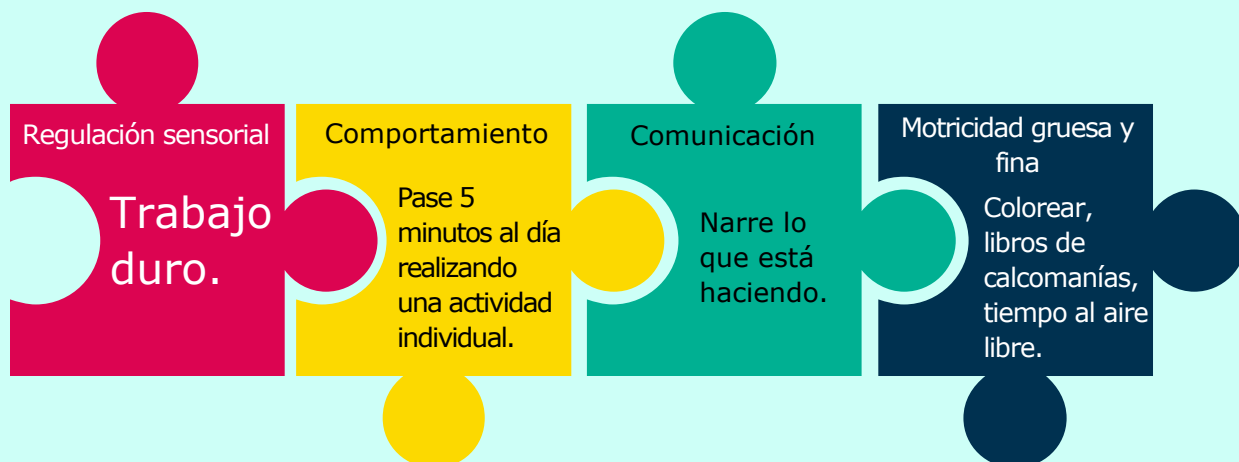 Regulación sensorial
Trabajo
duro.
Comportamiento
Pase 5
minutos al día
realizando
una actividad
individual.
Comunicación
Narre lo
que está
haciendo.
Motricidad gruesa y
fina
Colorear,
libros de
calcomanías,
tiempo al aire
libre.